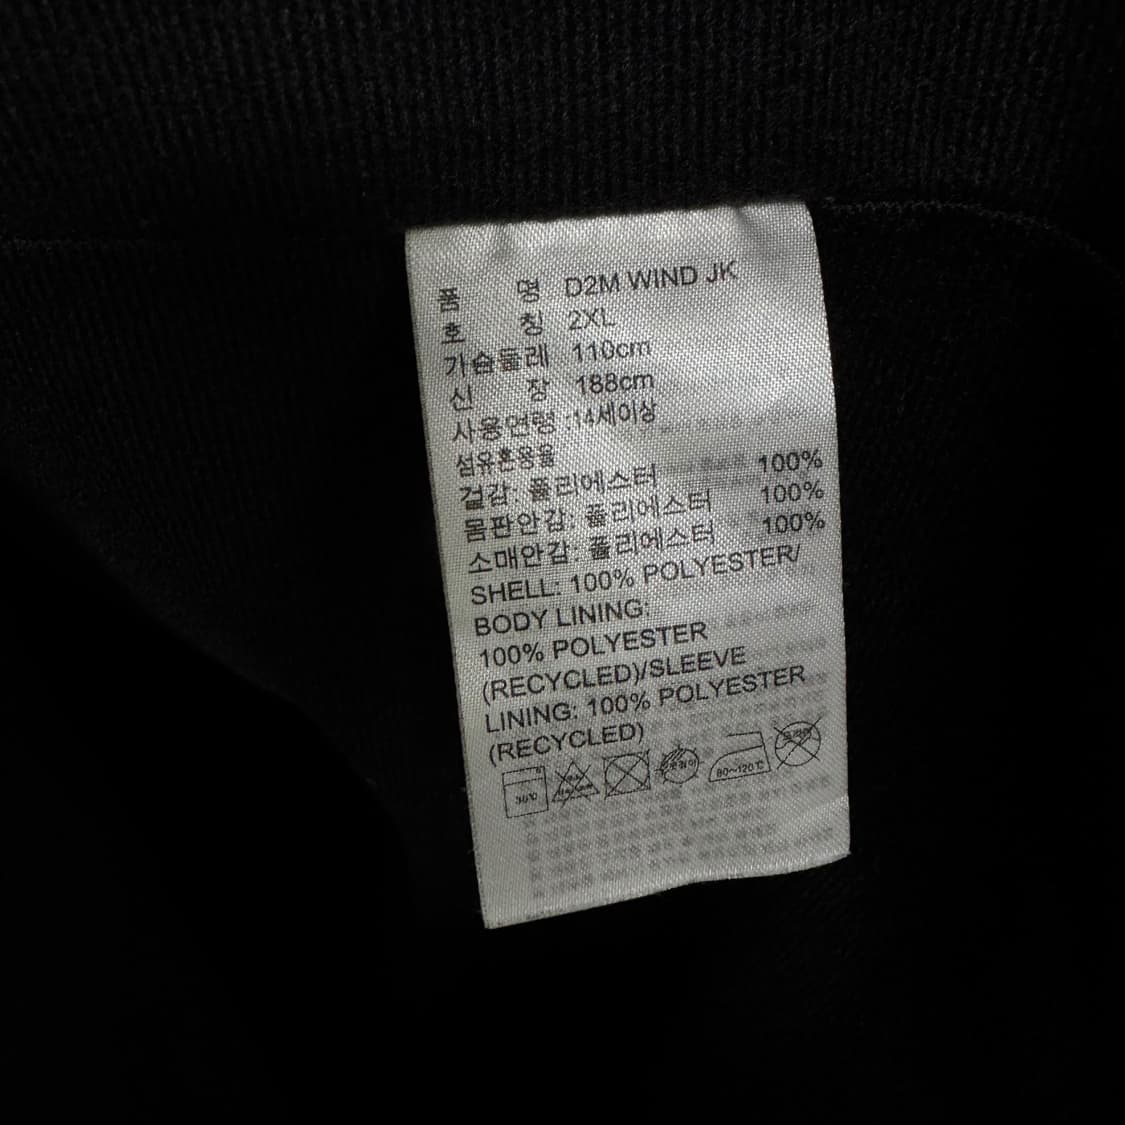 품 명 D2M WIND JK
호 칭 2XL
가슴둘레 110cm
신 장 188cm
사용연령 :14세이상
섬유혼용율
겉감: 폴리에스터 100%
몸판안감: 폴리에스터 100%
소매안감: 폴리에스터 100%
SHELL: 100% POLYESTER/
BODY LINING:
100% POLYESTER
(RECYCLED)/SLEEVE
LINING: 100% POLYESTER
(RECYCLED)
30℃ 80~120℃